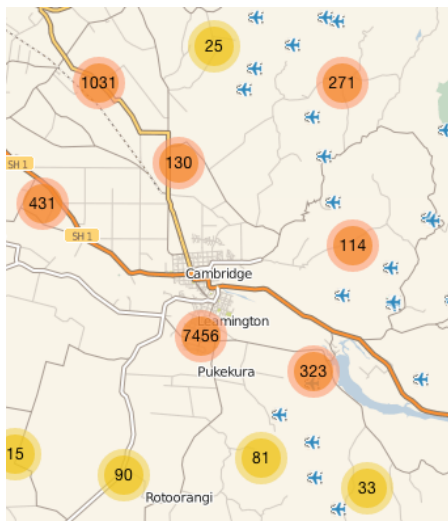 25
1031
271
130
SH 1
431
SH 1
114
Cambridge
Leamington
7456
Pukekura
323
15
90
81
33
Rotoorangi